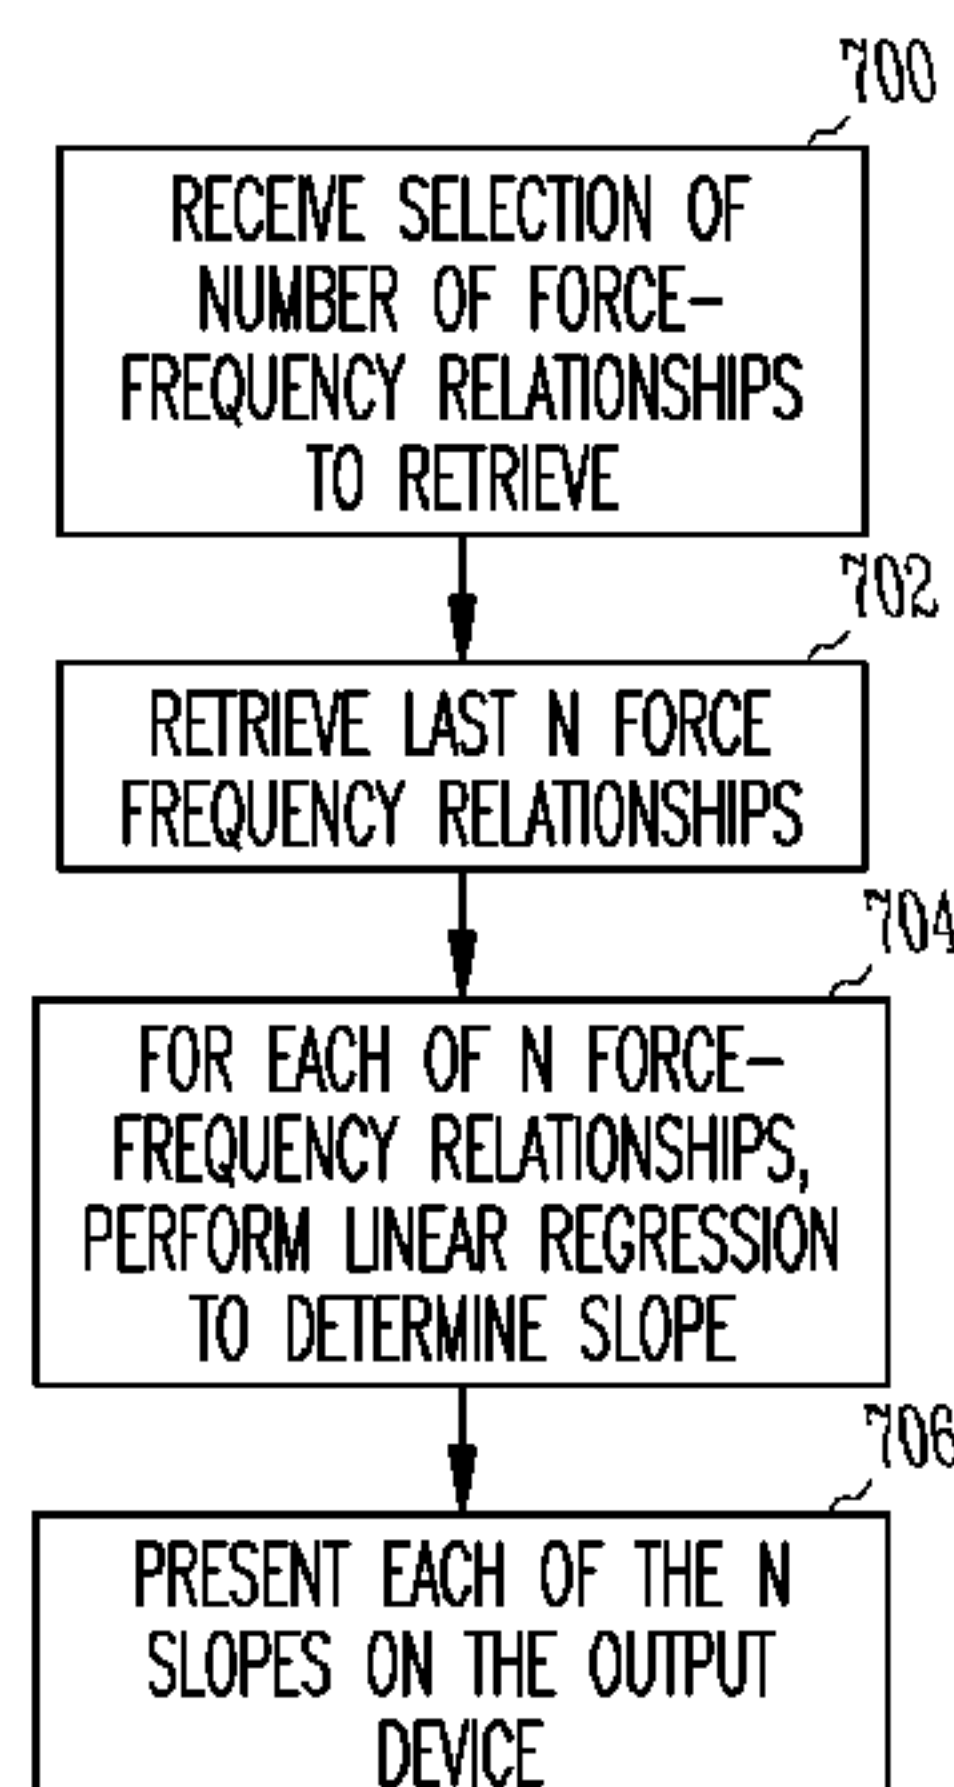 700
RECEIVE SELECTION OF
NUMBER OF FORCE-
FREQUENCY RELATIONSHIPS
TO RETRIEVE
702
RETRIEVE LAST N FORCE
FREQUENCY RELATIONSHIPS
704
FOR EACH OF N FORCE-
FREQUENCY RELATIONSHIPS,
PERFORM LINEAR REGRESSION
TO DETERMINE SLOPE
706
PRESENT EACH OF THE N
SLOPES ON THE OUTPUT
DEVICE